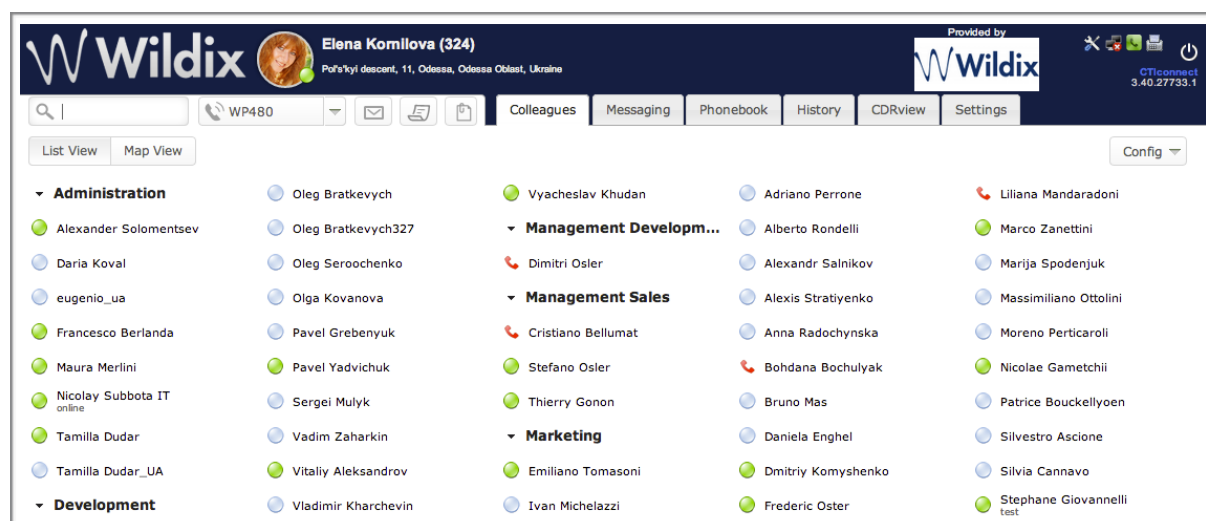 Wildix
Elena Kornilova (324)
Pol's'kyi descent, 11, Odessa, Odessa Oblast, Ukraine
Provided by
Wildix
CTIconnect
3.40.27733.1
WP480
Colleagues
Messaging
Phonebook
History
CDRview
Settings
List View
Map View
Config
Administration
Alexander Solomentsev
Daria Koval
eugenio_ua
Francesco Berlanda
Maura Merlini
Nicolay Subbota IT
online
Tamilla Dudar
Tamilla Dudar_UA
Development
Oleg Bratkevych
Oleg Bratkevych327
Oleg Seroochenko
Olga Kovanova
Pavel Grebenyuk
Pavel Yadvichuk
Sergei Mulyk
Vadim Zaharkin
Vitaliy Aleksandrov
Vladimir Kharchevin
Vyacheslav Khudan
Management Developm...
Dimitri Osler
Management Sales
Cristiano Bellumat
Stefano Osler
Thierry Gonon
Marketing
Emiliano Tomasoni
Ivan Michelazzi
Adriano Perrone
Alberto Rondelli
Alexandr Salnikov
Alexis Stratiyenko
Anna Radochynska
Bohdana Bochulyak
Bruno Mas
Daniela Enghel
Dmitriy Komyshenko
Frederic Oster
Liliana Mandaradoni
Marco Zanettini
Marija Spodenjuk
Massimiliano Ottolini
Moreno Perticaroli
Nicolae Gametchii
Patrice Bouckellyoen
Silvestro Ascione
Silvia Cannavo
Stephane Giovannelli
test